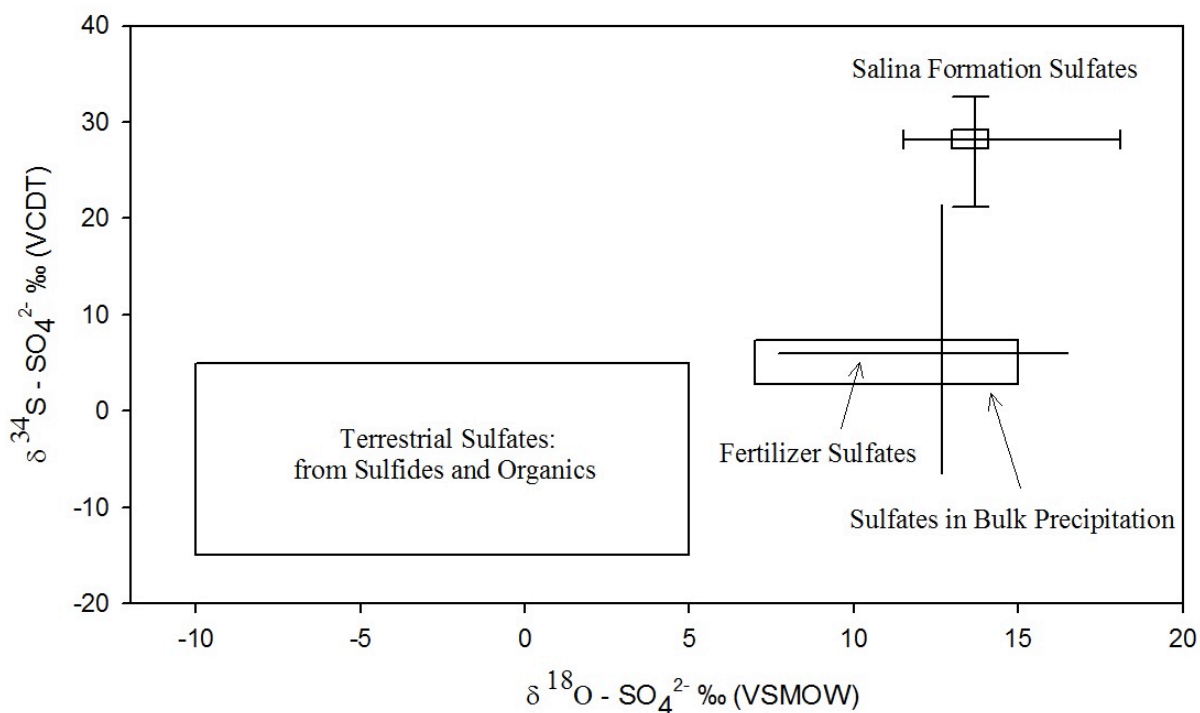 40
30
20
10
0
-10
-20
δ ³⁴S - SO₄²⁻ ‰ (VCDT)
Salina Formation Sulfates
Terrestrial Sulfates:
from Sulfides and Organics
Fertilizer Sulfates
Sulfates in Bulk Precipitation
-10 -5 0 5 10 15 20
δ ¹⁸O - SO₄²⁻ ‰ (VSMOW)